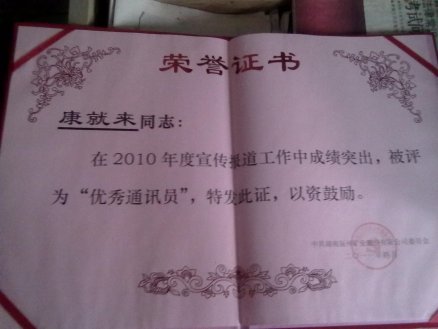 荣誉证书
康就来同志：
在2010年度宣传报道工作中成绩突出，被评
为“优秀通讯员”，特发此证，以资鼓励。